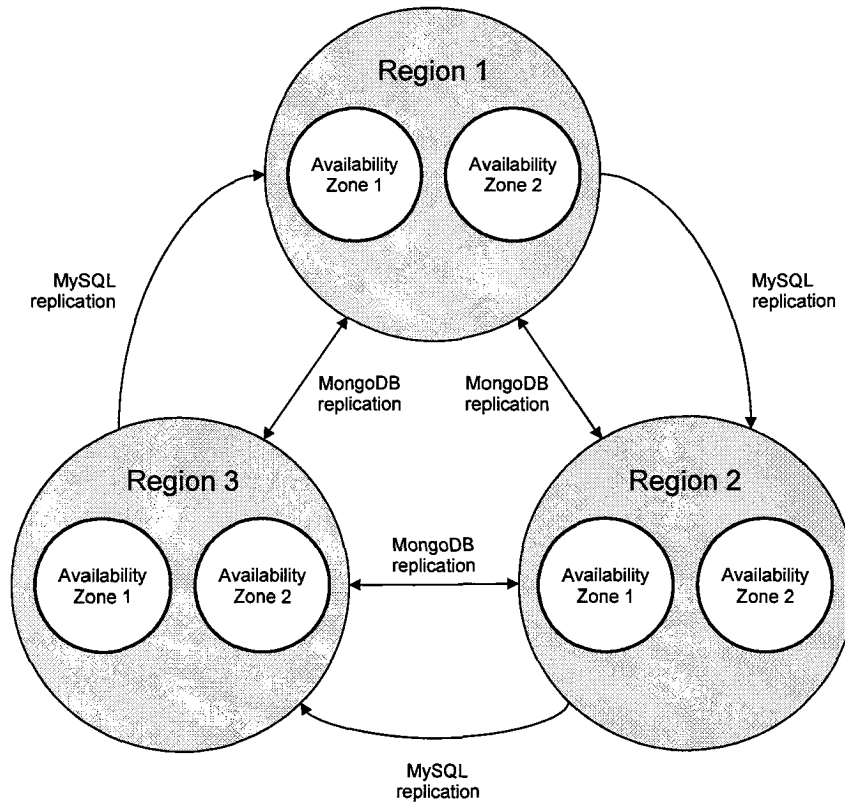 Region 1
Availability
Zone 1
Availability
Zone 2
MySQL
replication
MySQL
replication
MongoDB
replication
MongoDB
replication
Region 3
Availability
Zone 1
Availability
Zone 2
MongoDB
replication
Region 2
Availability
Zone 1
Availability
Zone 2
MySQL
replication